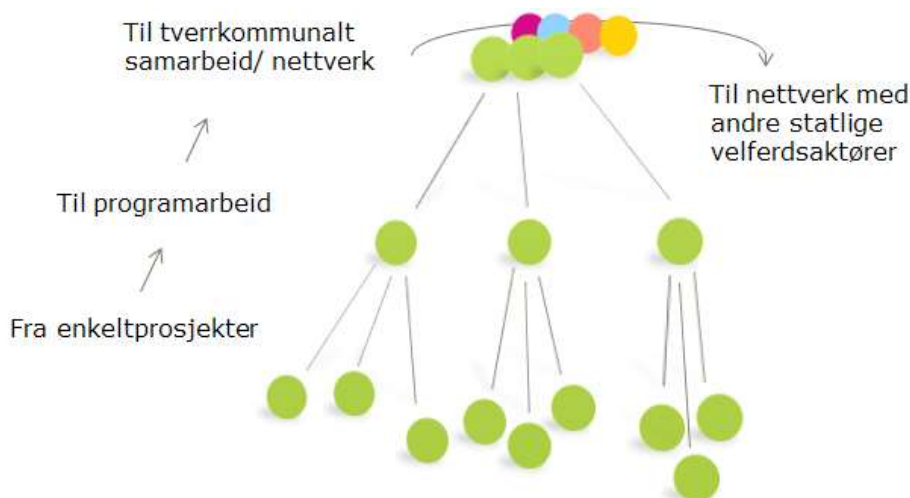 Til tverrkommunalt
samarbeid/ nettverk
Til nettverk med
andre statlige
velferdsaktører
Til programarbeid
Fra enkeltprosjekter